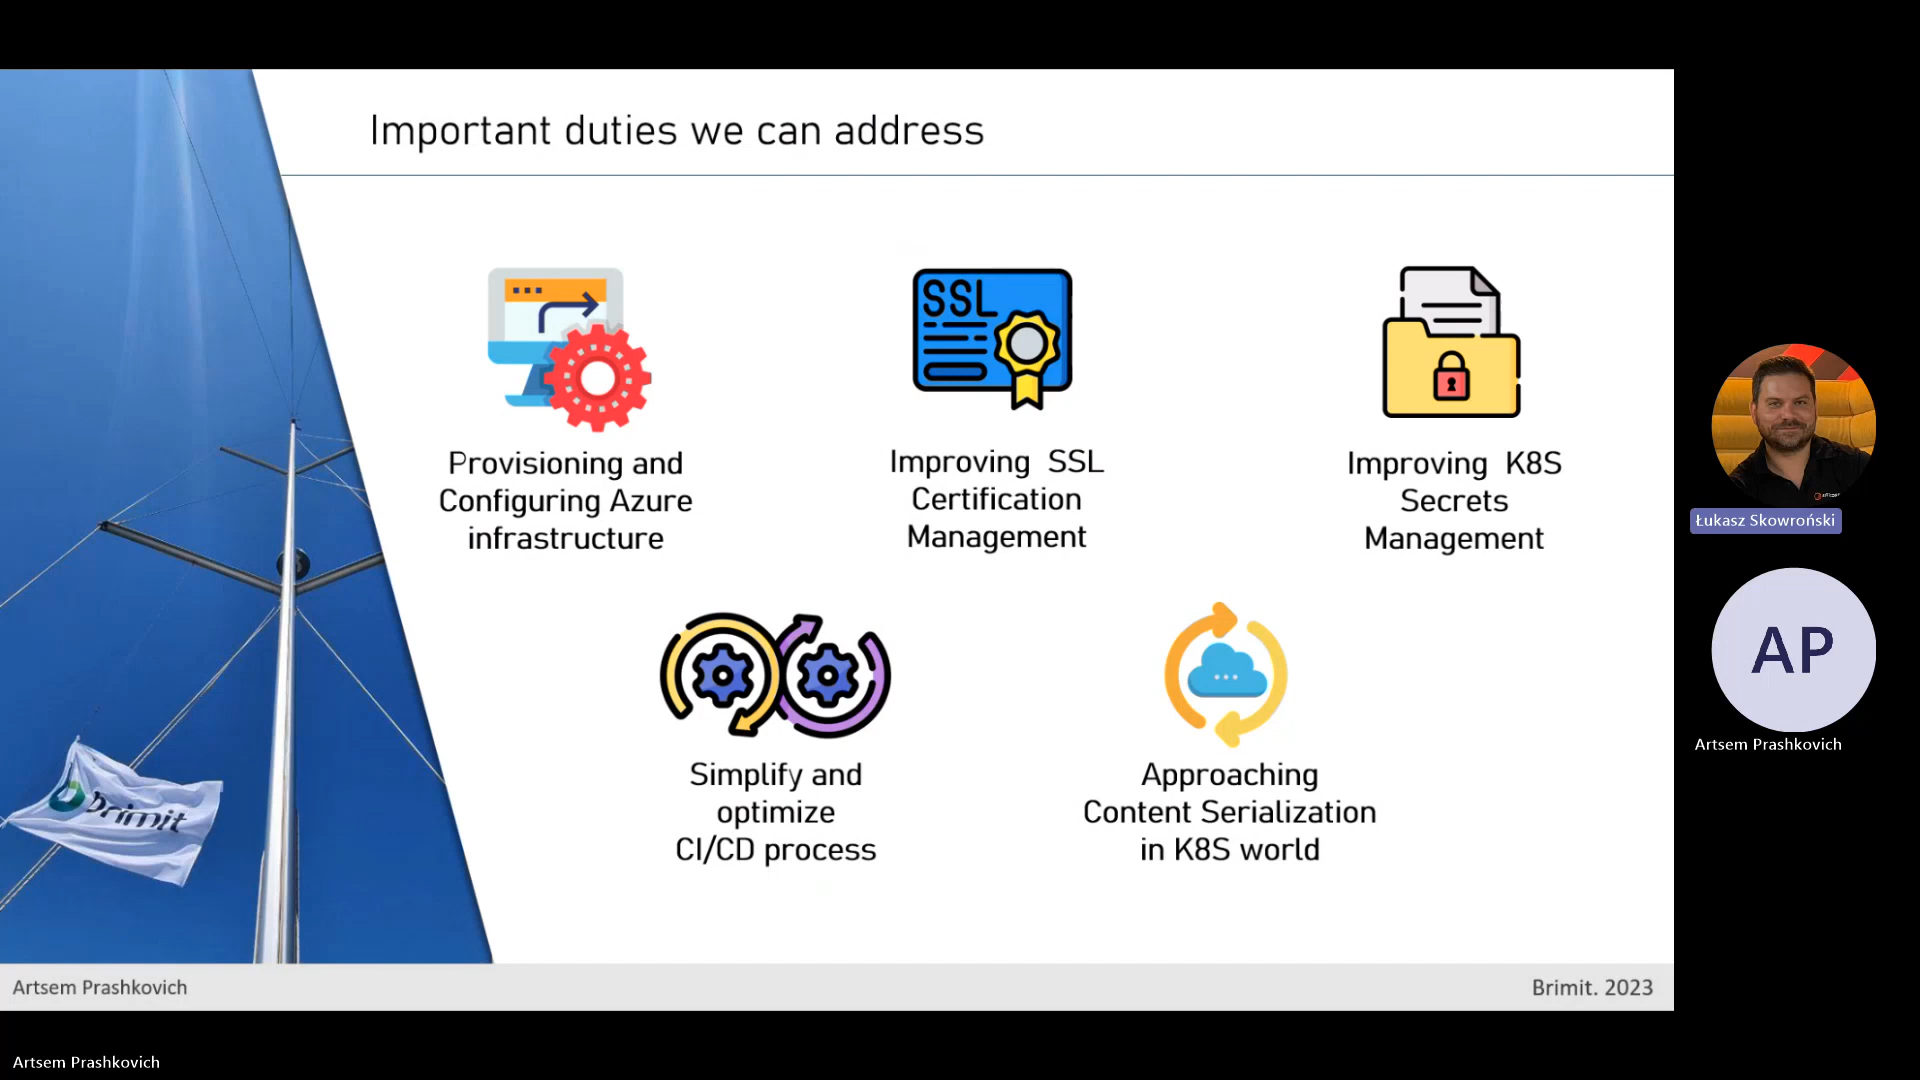 Important duties we can address
SSL
Provisioning and
Configuring Azure
infrastructure
Improving SSL
Certification
Management
Improving K8S
Secrets
Management
Simplify and
optimize
CI/CD process
Approaching
Content Serialization
in K8S world
brimit
Artsem Prashkovich
Brimit. 2023
Łukasz Skowroński
AP
Artsem Prashkovich
Artsem Prashkovich